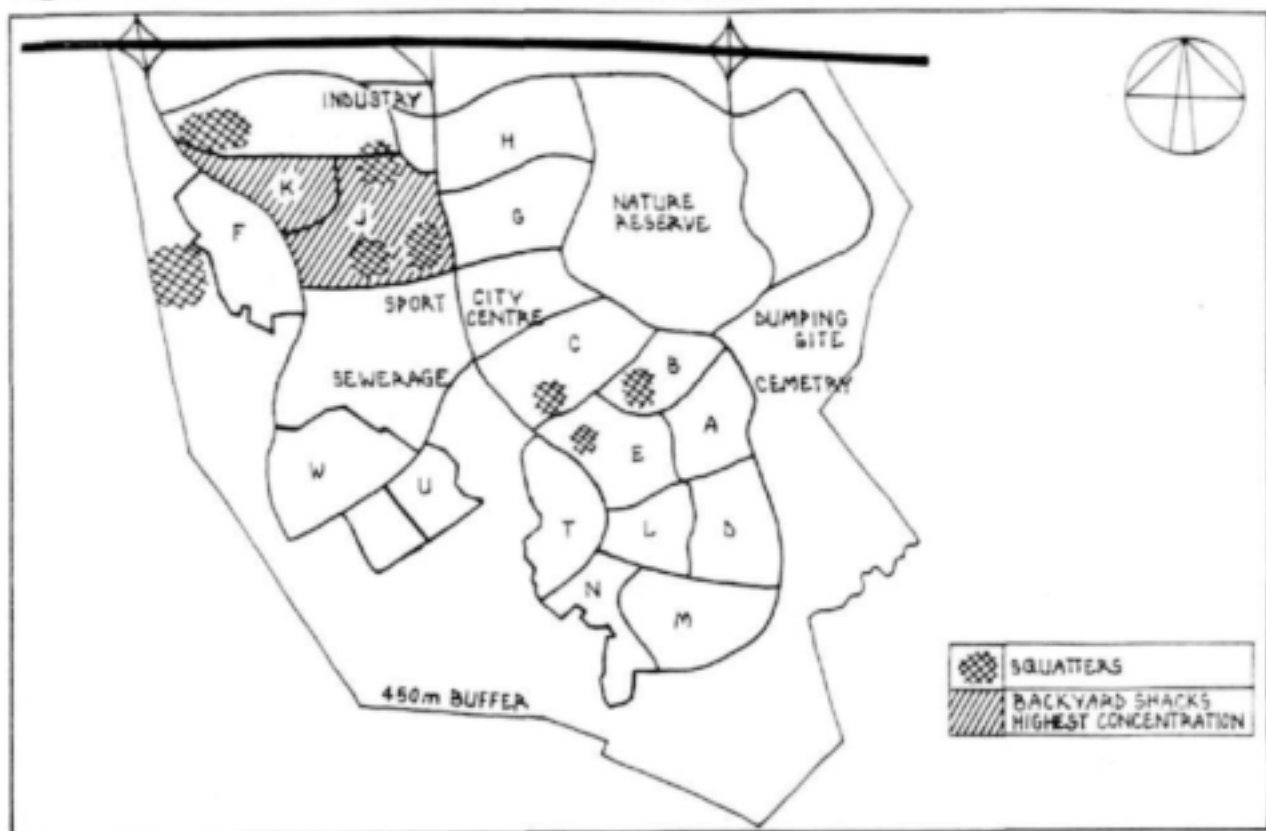 INDUSTRY
H
K
J
G
F
NATURE
RESERVE
SPORT
CITY
CENTRE
DUMPING
SITE
C
B
SEWERAGE
CEMETRY
A
E
W
U
T
L
D
N
M
450m BUFFER
SQUATTERS
BACKYARD SHACKS
HIGHEST CONCENTRATION